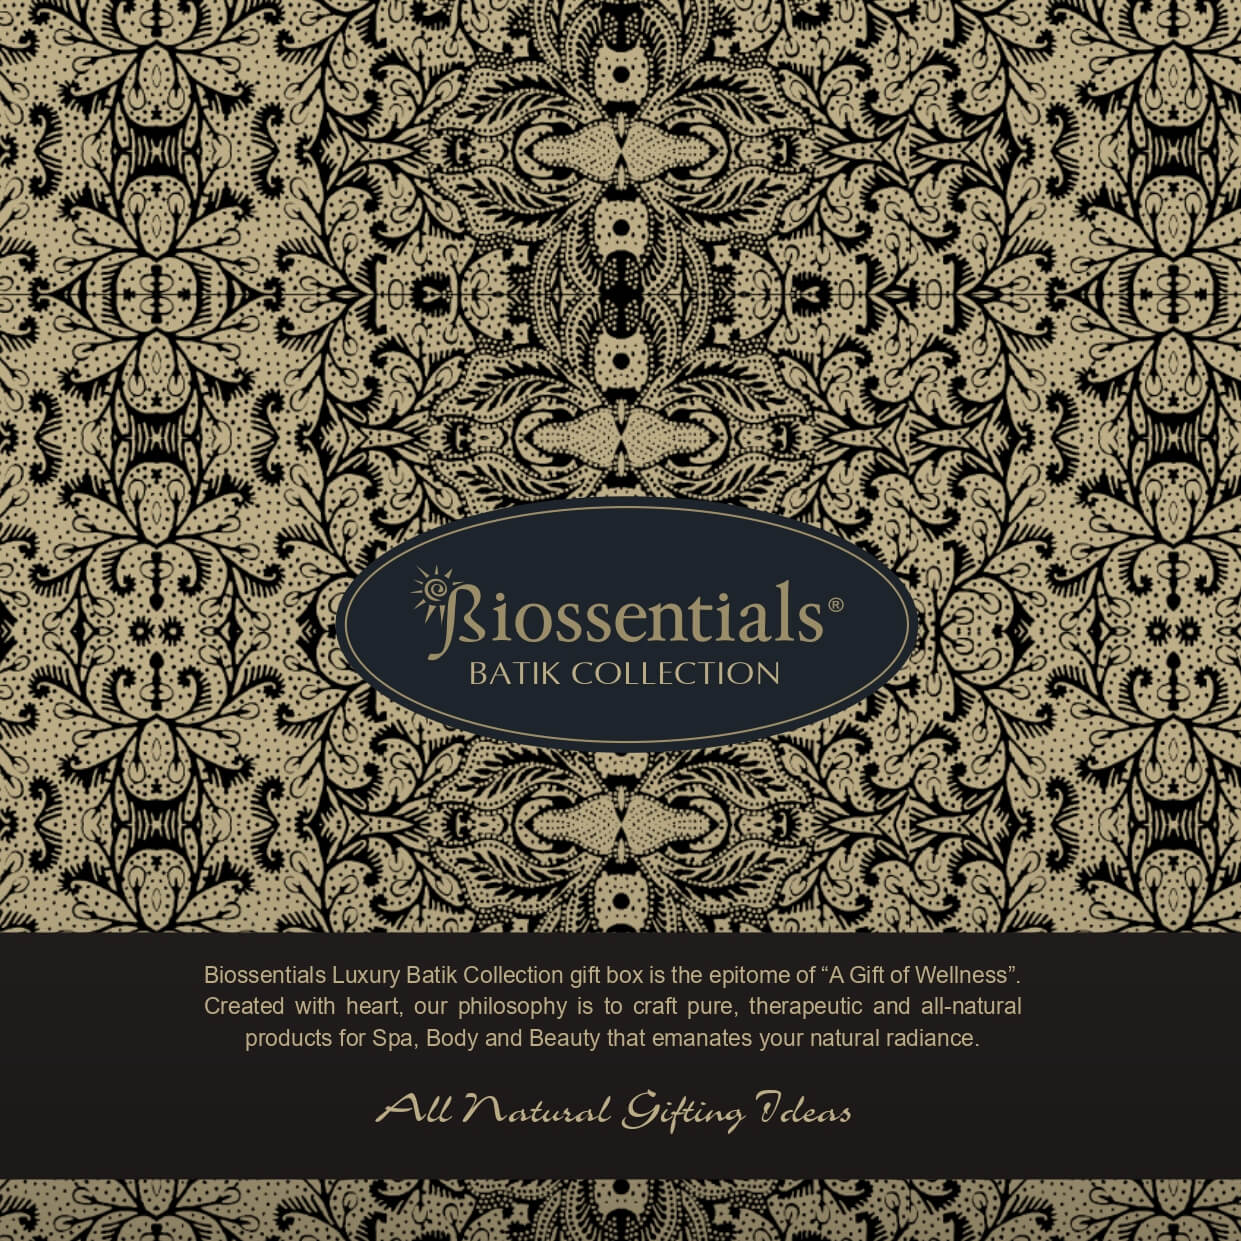 Biossentials®
BATIK COLLECTION
Biossentials Luxury Batik Collection gift box is the epitome of “A Gift of Wellness”.
Created with heart, our philosophy is to craft pure, therapeutic and all-natural
products for Spa, Body and Beauty that emanates your natural radiance.
All Natural Gifting Ideas